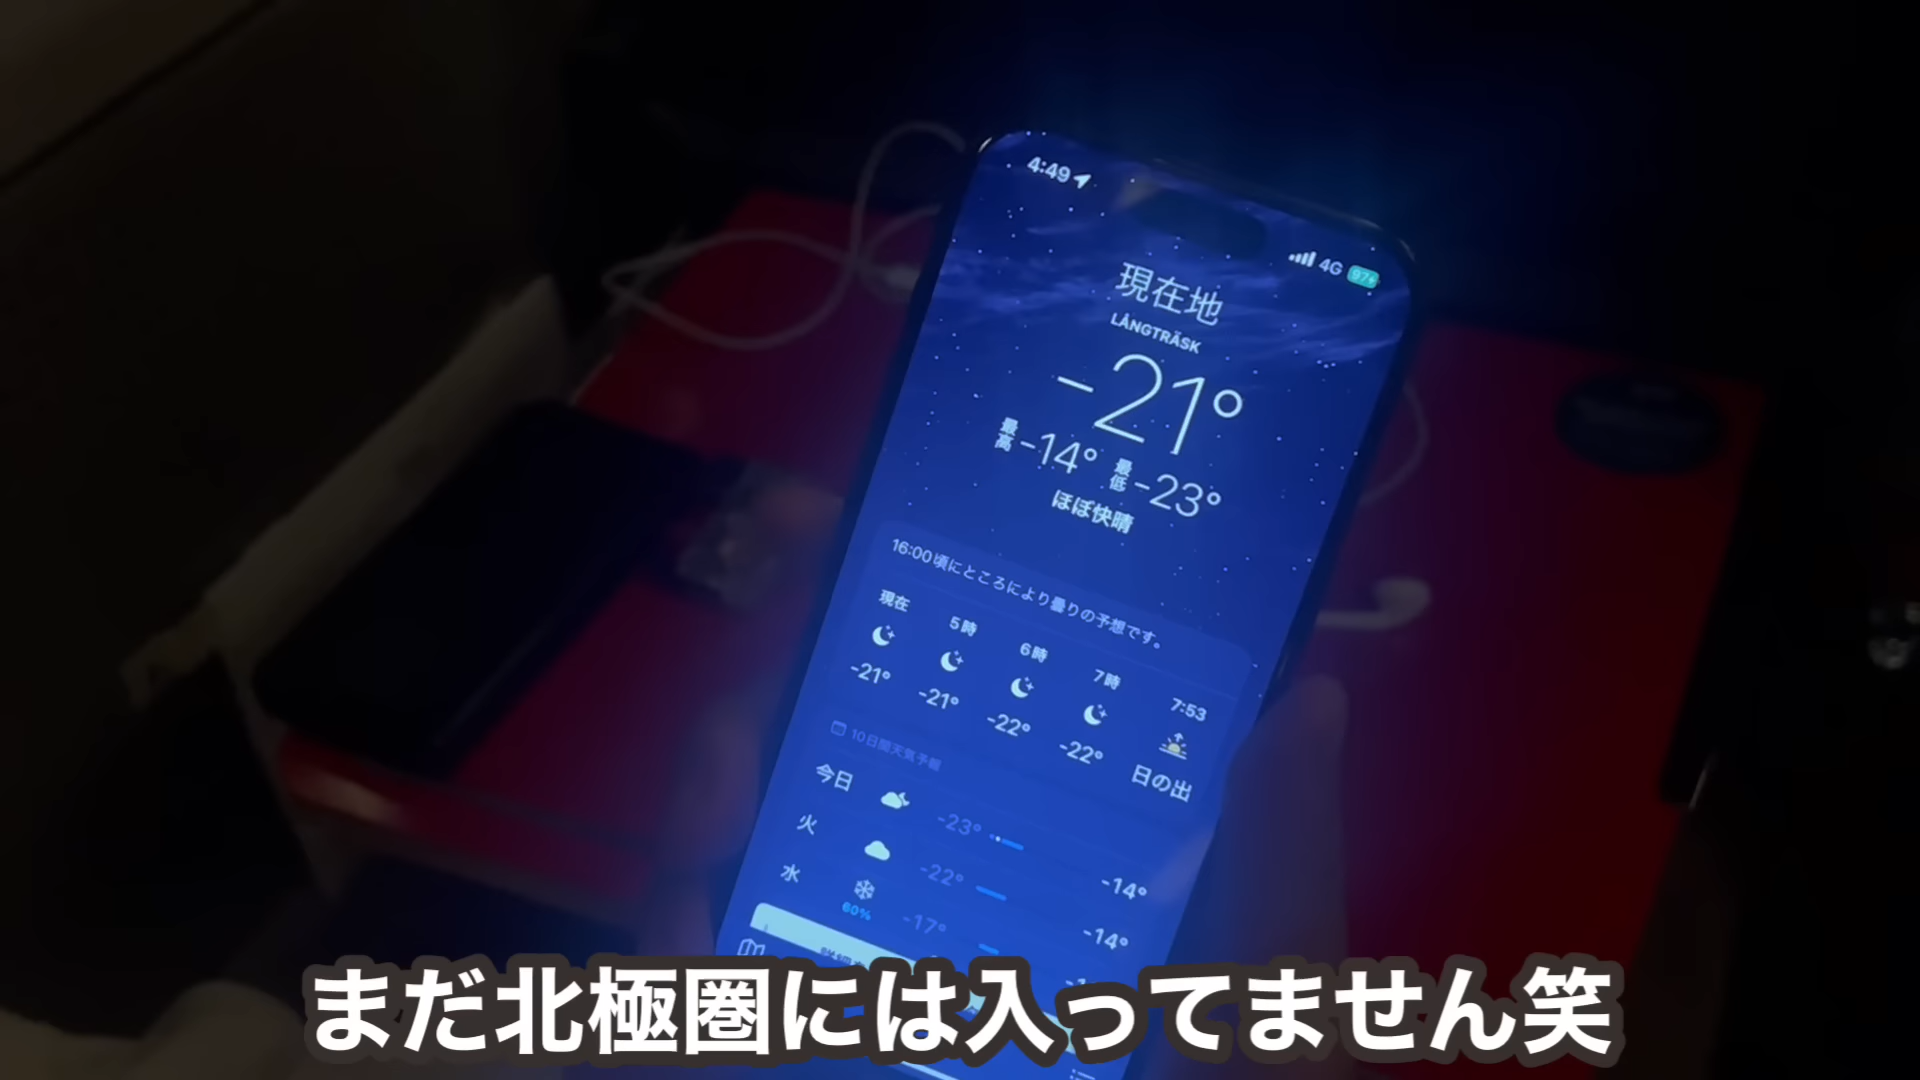 4:49
4G 97
現在地
LÅNGTRÄSK
-21°
最高 -14° 最低 -23°
ほぼ快晴
16:00頃にところにより曇りの予想です。
現在 5時 6時 7時 7:53
-21° -21° -22° -22° 日の出
10日間天気予報
今日 -23° -14°
火 -22° -14°
水 60% -17°
まだ北極圏には入ってません笑